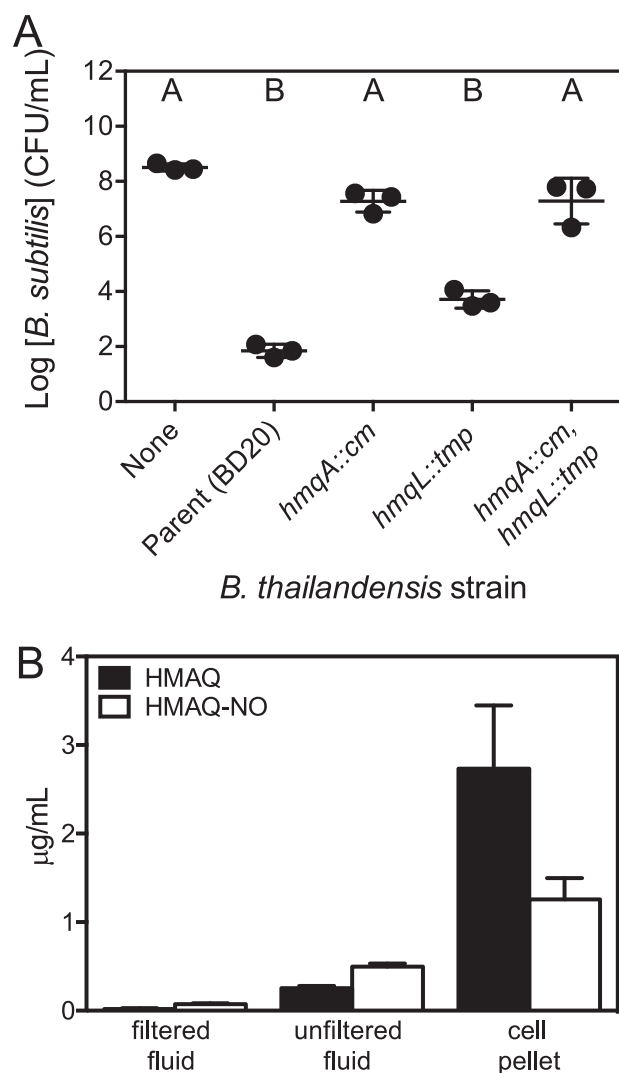 A
Log [B. subtilis] (CFU/mL)
12
10
8
6
4
2
0
A B A B A
None
Parent (BD20)
hmqA::cm
hmqL::tmp
hmqA::cm,
hmqL::tmp
B. thailandensis strain
B
HMAQ
HMAQ-NO
µg/mL
4
3
2
1
0
filtered
fluid
unfiltered
fluid
cell
pellet